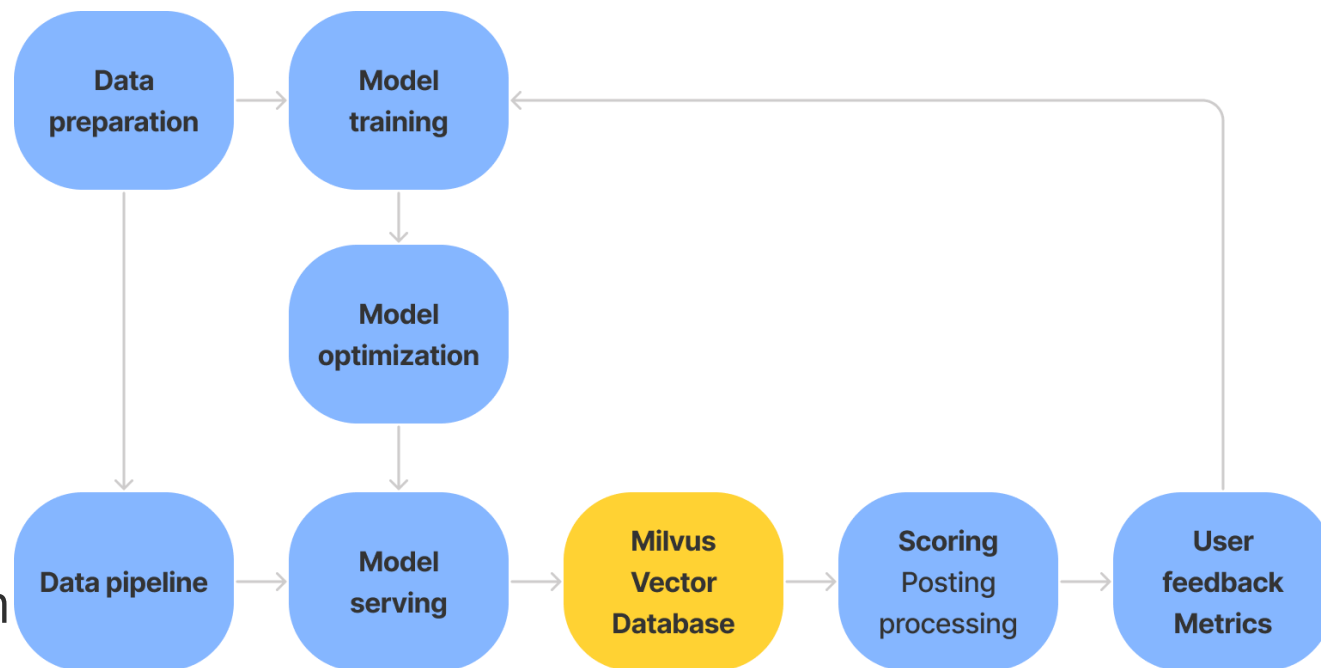 Data
preparation
Model
training
Model
optimization
Data pipeline
Model
serving
Milvus
Vector
Database
Scoring
Posting
processing
User
feedback
Metrics